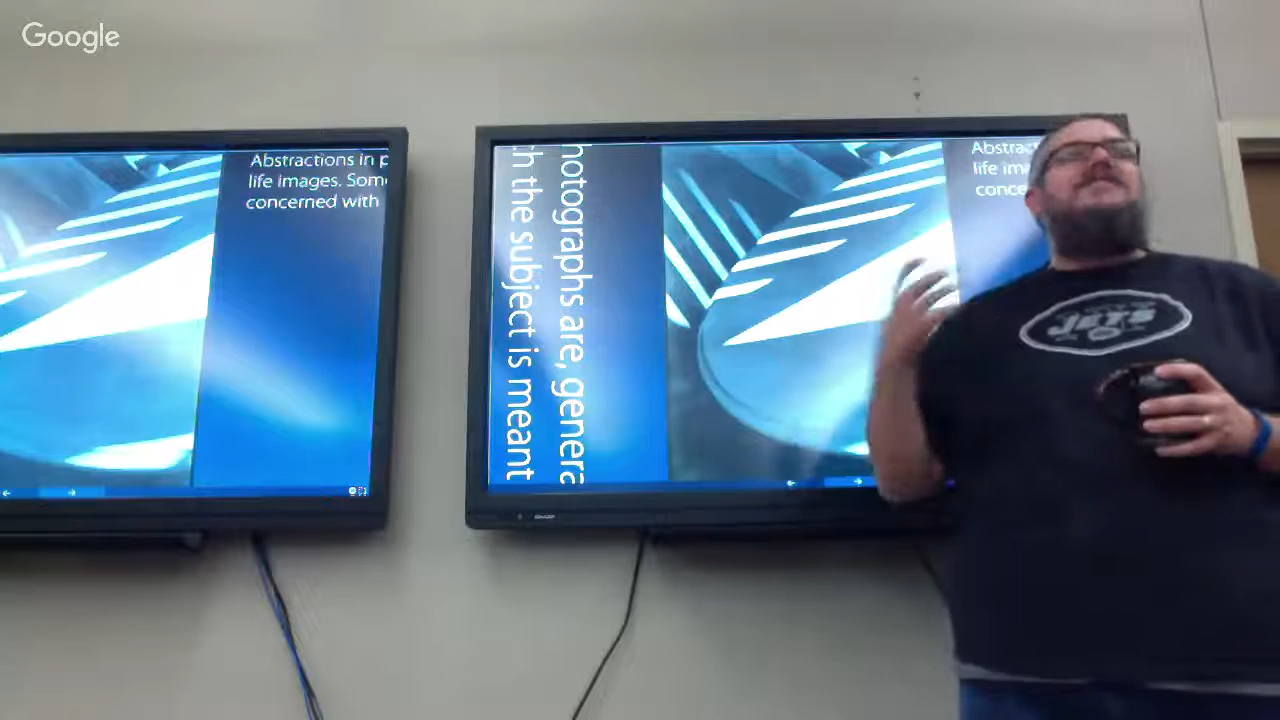 Google
Abstractions in p
life images. Som
concerned with
hotographs are, genera
h the subject is meant
Abstrac
life im
conce
JETS
SHARP